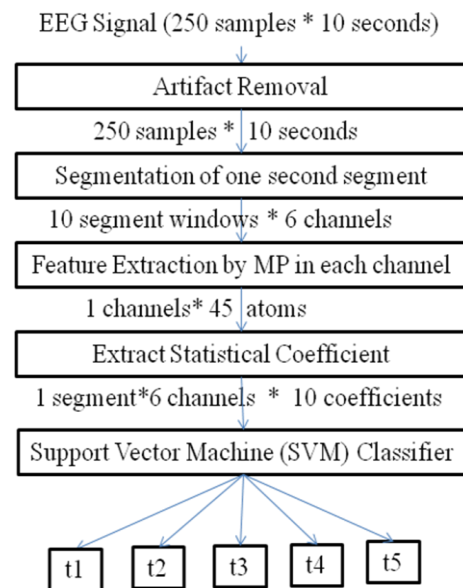 EEG Signal (250 samples * 10 seconds)
Artifact Removal
250 samples * 10 seconds
Segmentation of one second segment
10 segment windows * 6 channels
Feature Extraction by MP in each channel
1 channels* 45 atoms
Extract Statistical Coefficient
1 segment*6 channels * 10 coefficients
Support Vector Machine (SVM) Classifier
t1 t2 t3 t4 t5